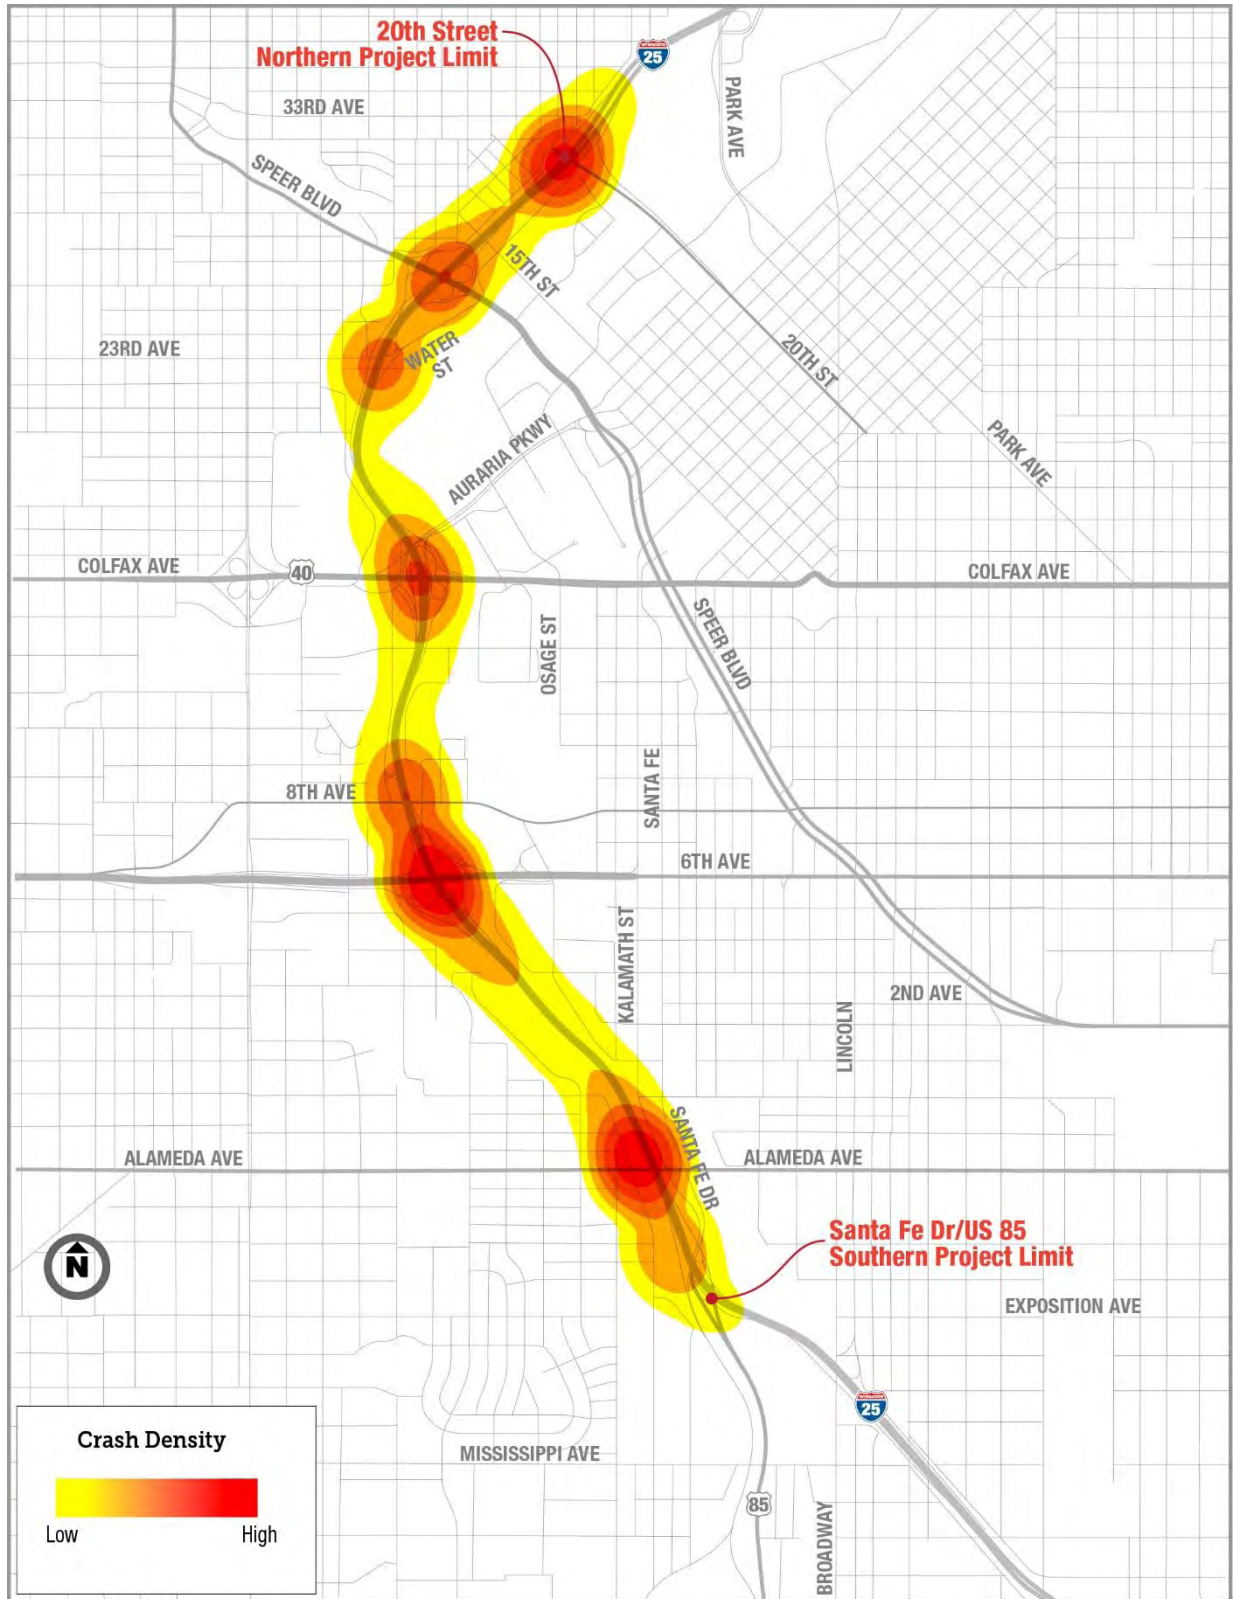 20th Street
Northern Project Limit
INTERSTATE
25
33RD AVE
PARK AVE
SPEER BLVD
15TH ST
23RD AVE
WATER
ST
20TH ST
AURARIA PKWY
PARK AVE
COLFAX AVE
40
COLFAX AVE
OSAGE ST
SPEER BLVD
SANTA FE
8TH AVE
6TH AVE
KALAMATH ST
2ND AVE
LINCOLN
SANTA FE DR
ALAMEDA AVE
ALAMEDA AVE
Santa Fe Dr/US 85
Southern Project Limit
N
EXPOSITION AVE
INTERSTATE
25
Crash Density
Low
High
MISSISSIPPI AVE
85
BROADWAY